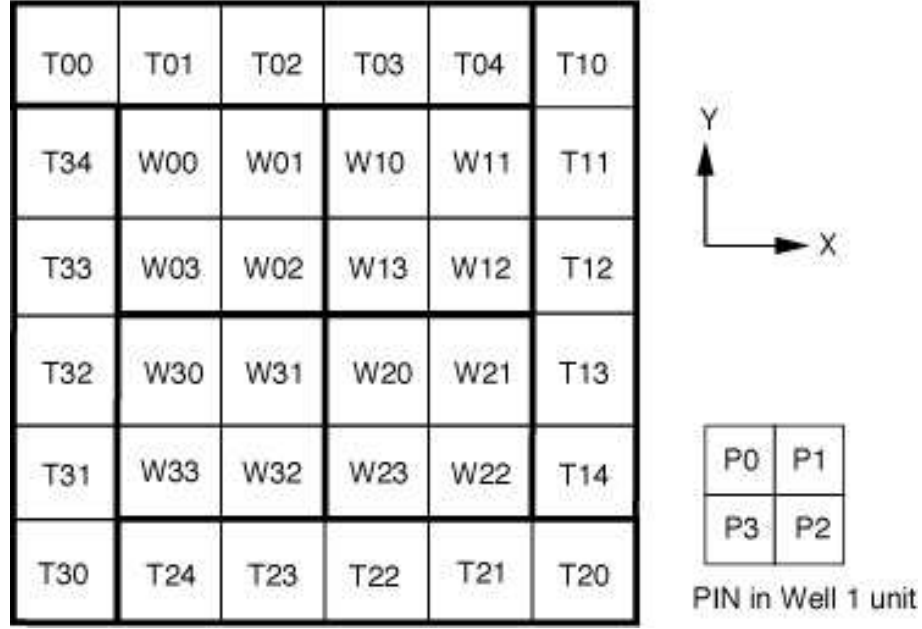 T00 T01 T02 T03 T04 T10
T34 W00 W01 W10 W11 T11
T33 W03 W02 W13 W12 T12
T32 W30 W31 W20 W21 T13
T31 W33 W32 W23 W22 T14
T30 T24 T23 T22 T21 T20
Y
X
P0 P1
P3 P2
PIN in Well 1 unit